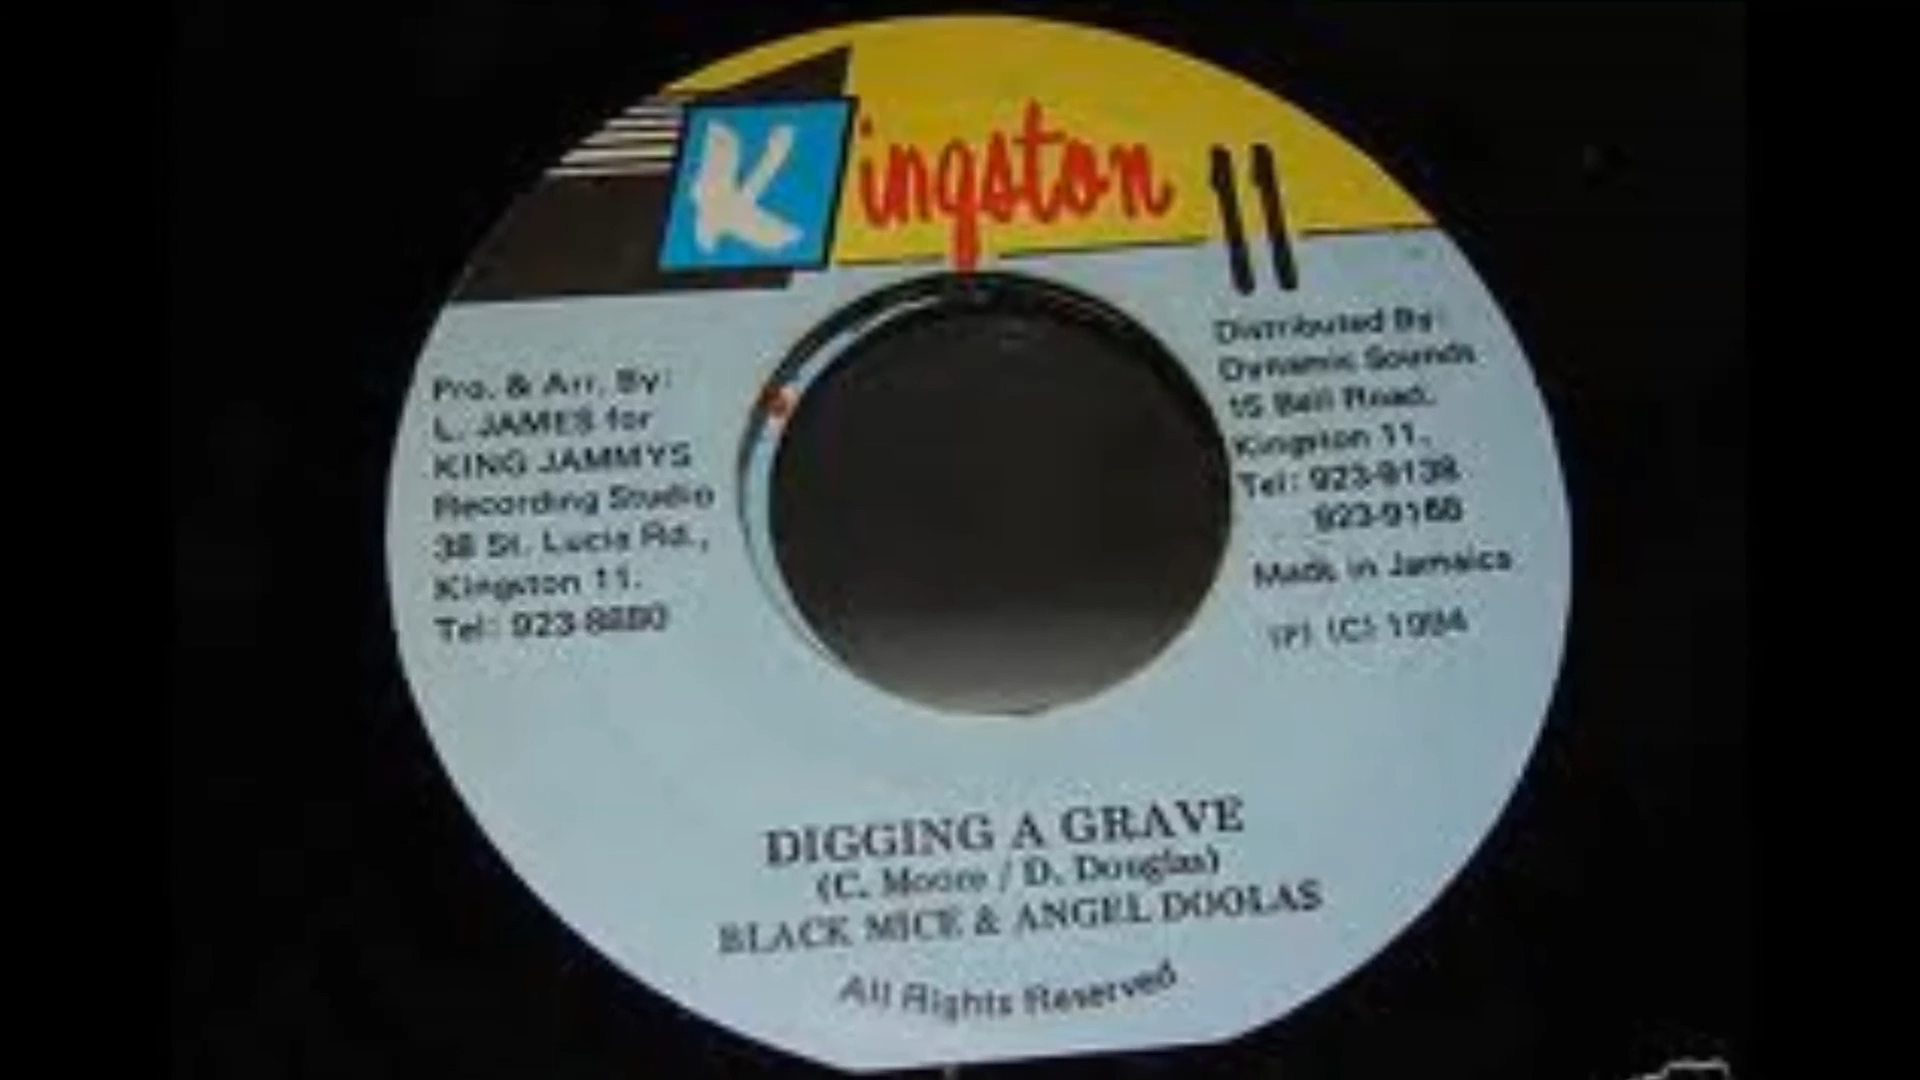 Kingston 11
Pro. & Arr. By:
L. JAMES for
KING JAMMYS
Recording Studio
38 St. Lucia Rd.,
Kingston 11.
Tel: 923-8880
Distributed By:
Dynamic Sounds
15 Bell Road,
Kingston 11.
Tel: 923-9138
923-9168
Made in Jamaica
(P) (C) 1994
DIGGING A GRAVE
(C. Moore / D. Douglas)
BLACK MICE & ANGEL DOOLAS
All Rights Reserved